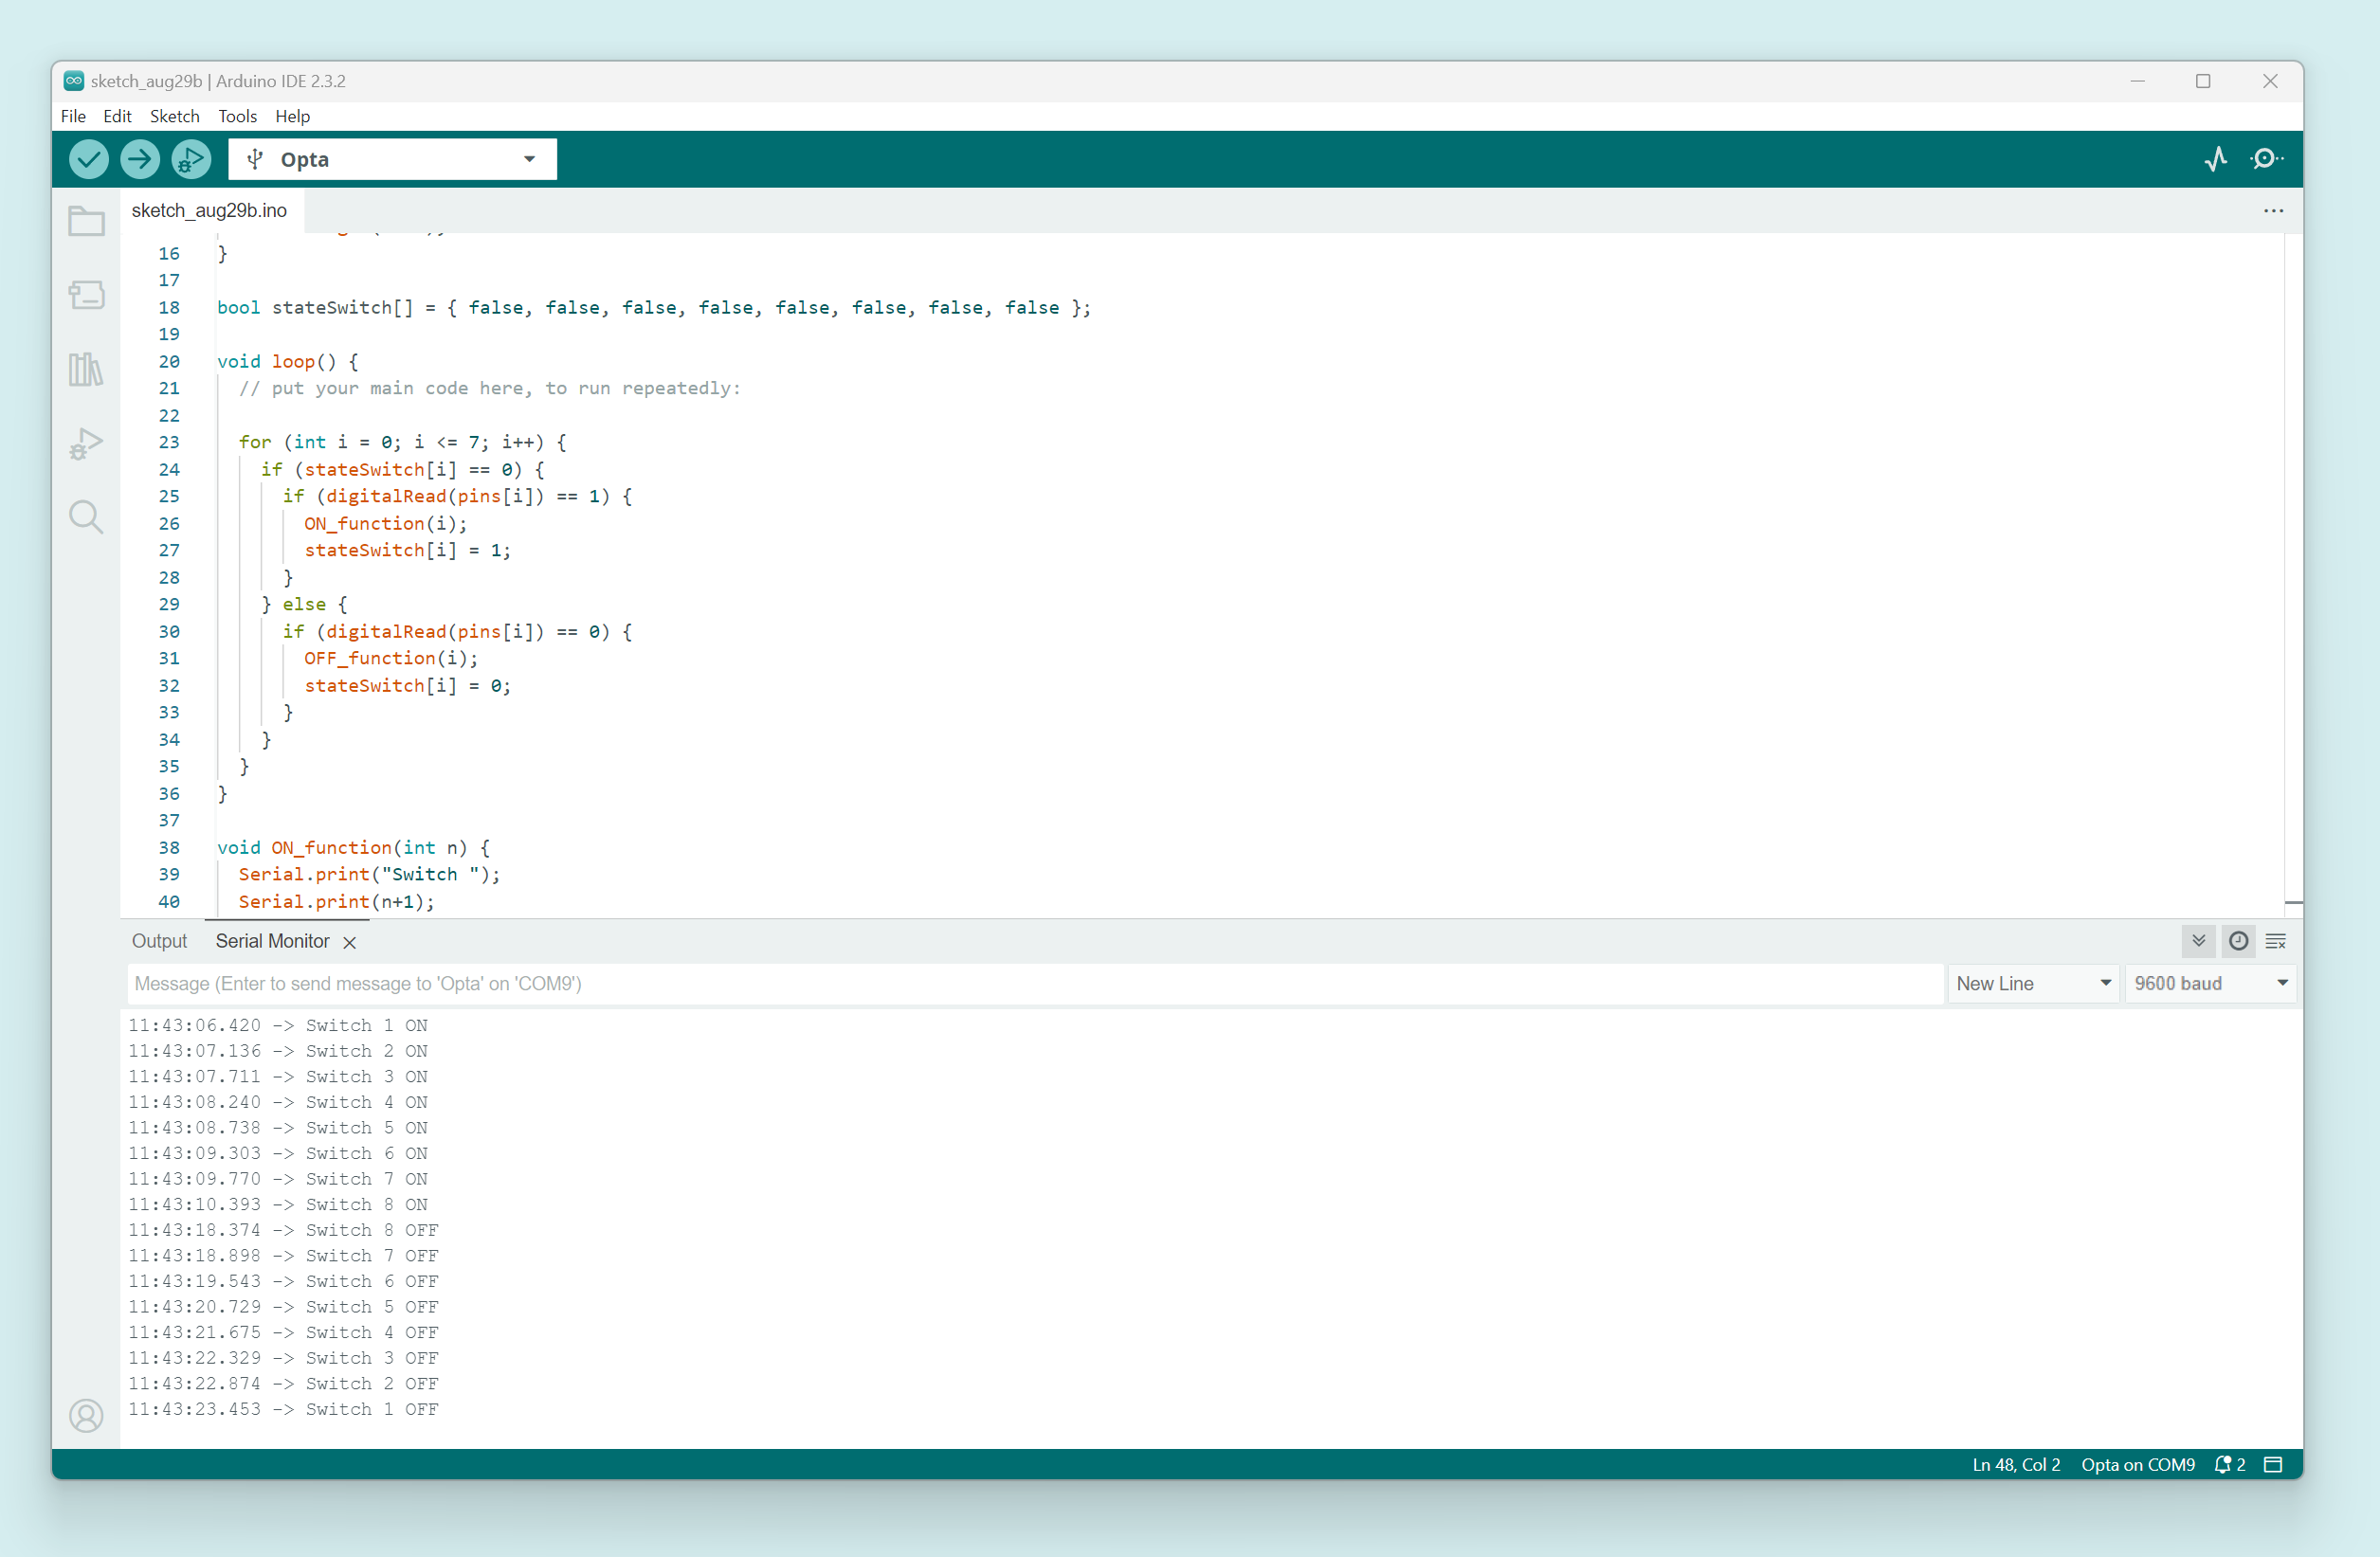 sketch_aug29b | Arduino IDE 2.3.2
File Edit Sketch Tools Help
Opta
sketch_aug29b.ino
16 }
17
18 bool stateSwitch[] = { false, false, false, false, false, false, false, false };
19
20 void loop() {
21 // put your main code here, to run repeatedly:
22
23 for (int i = 0; i <= 7; i++) {
24 if (stateSwitch[i] == 0) {
25 if (digitalRead(pins[i]) == 1) {
26 ON_function(i);
27 stateSwitch[i] = 1;
28 }
29 } else {
30 if (digitalRead(pins[i]) == 0) {
31 OFF_function(i);
32 stateSwitch[i] = 0;
33 }
34 }
35 }
36 }
37
38 void ON_function(int n) {
39 Serial.print("Switch ");
40 Serial.print(n+1);
Output Serial Monitor
Message (Enter to send message to 'Opta' on 'COM9') New Line 9600 baud
11:43:06.420 -> Switch 1 ON
11:43:07.136 -> Switch 2 ON
11:43:07.711 -> Switch 3 ON
11:43:08.240 -> Switch 4 ON
11:43:08.738 -> Switch 5 ON
11:43:09.303 -> Switch 6 ON
11:43:09.770 -> Switch 7 ON
11:43:10.393 -> Switch 8 ON
11:43:18.374 -> Switch 8 OFF
11:43:18.898 -> Switch 7 OFF
11:43:19.543 -> Switch 6 OFF
11:43:20.729 -> Switch 5 OFF
11:43:21.675 -> Switch 4 OFF
11:43:22.329 -> Switch 3 OFF
11:43:22.874 -> Switch 2 OFF
11:43:23.453 -> Switch 1 OFF
Ln 48, Col 2 Opta on COM9 2